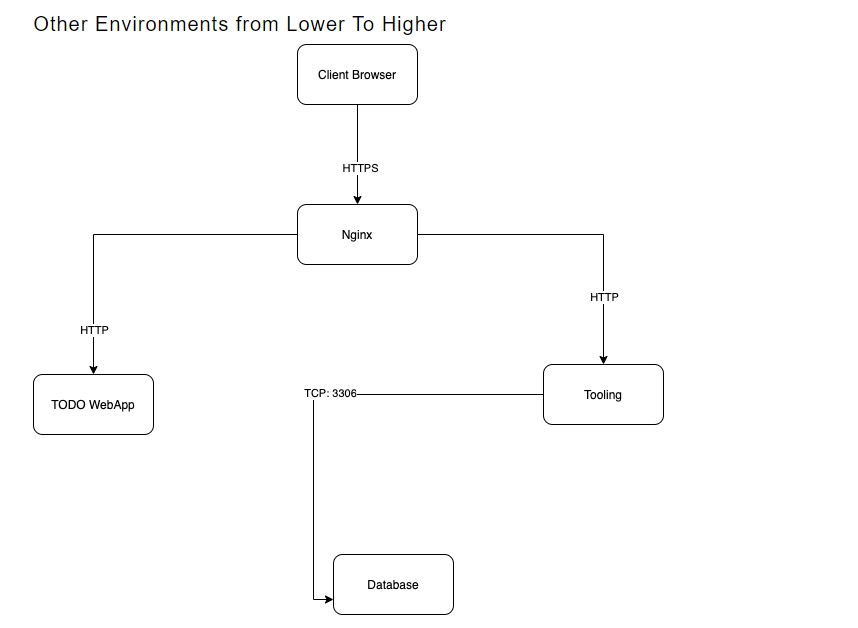 Other Environments from Lower To Higher
Client Browser
HTTPS
Nginx
HTTP
HTTP
TODO WebApp
TCP: 3306
Tooling
Database